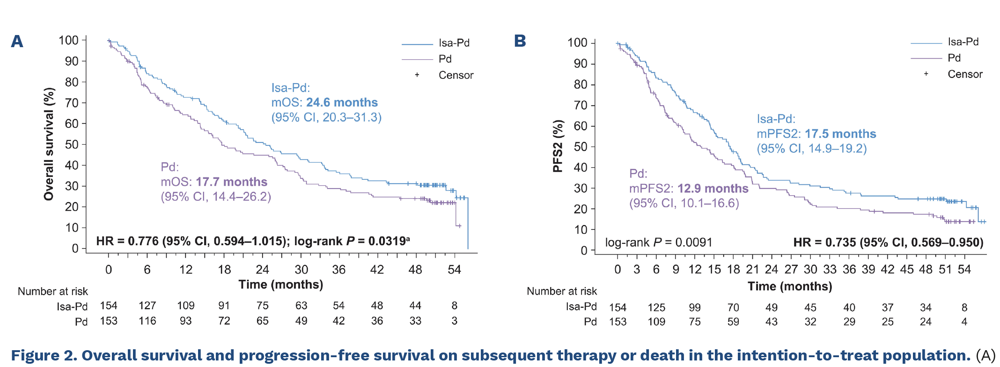 A
100
90
80
70
60
50
40
30
20
10
0
Overall survival (%)
Isa-Pd
Pd
+ Censor
Isa-Pd:
mOS: 24.6 months
(95% CI, 20.3–31.3)
Pd:
mOS: 17.7 months
(95% CI, 14.4–26.2)
HR = 0.776 (95% CI, 0.594–1.015); log-rank P = 0.0319ᵃ
0 6 12 18 24 30 36 42 48 54
Time (months)
Number at risk
Isa-Pd 154 127 109 91 75 63 54 48 44 8
Pd 153 116 93 72 65 49 42 36 33 3
B
100
90
80
70
60
50
40
30
20
10
0
PFS2 (%)
Isa-Pd
Pd
+ Censor
Isa-Pd:
mPFS2: 17.5 months
(95% CI, 14.9–19.2)
Pd:
mPFS2: 12.9 months
(95% CI, 10.1–16.6)
log-rank P = 0.0091 HR = 0.735 (95% CI, 0.569–0.950)
0 3 6 9 12 15 18 21 24 27 30 33 36 39 42 45 48 51 54
Time (months)
Number at risk
Isa-Pd 154 125 99 70 49 45 40 37 34 8
Pd 153 109 75 59 43 32 29 25 24 4
Figure 2. Overall survival and progression-free survival on subsequent therapy or death in the intention-to-treat population. (A)